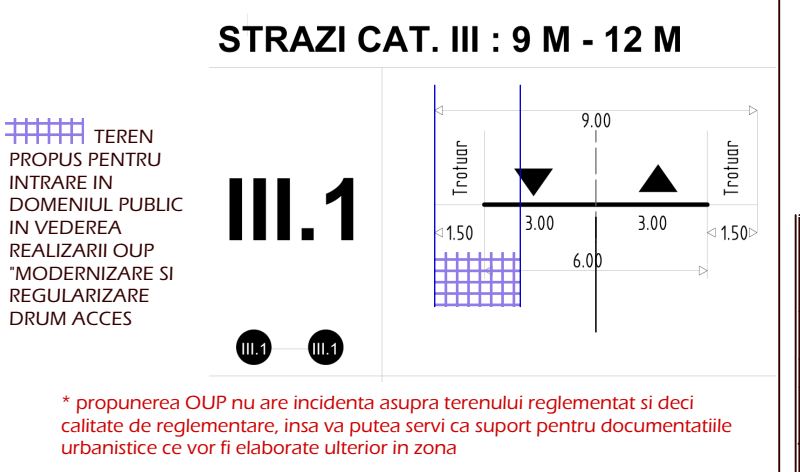 STRAZI CAT. III : 9 M - 12 M
TEREN
PROPUS PENTRU
INTRARE IN
DOMENIUL PUBLIC
IN VEDEREA
REALIZARII OUP
"MODERNIZARE SI
REGULARIZARE
DRUM ACCES
III.1
III.1 III.1
9.00
Trotuar Trotuar
1.50 3.00 3.00 1.50
6.00
* propunerea OUP nu are incidenta asupra terenului reglementat si deci
calitate de reglementare, insa va putea servi ca suport pentru documentatiile
urbanistice ce vor fi elaborate ulterior in zona